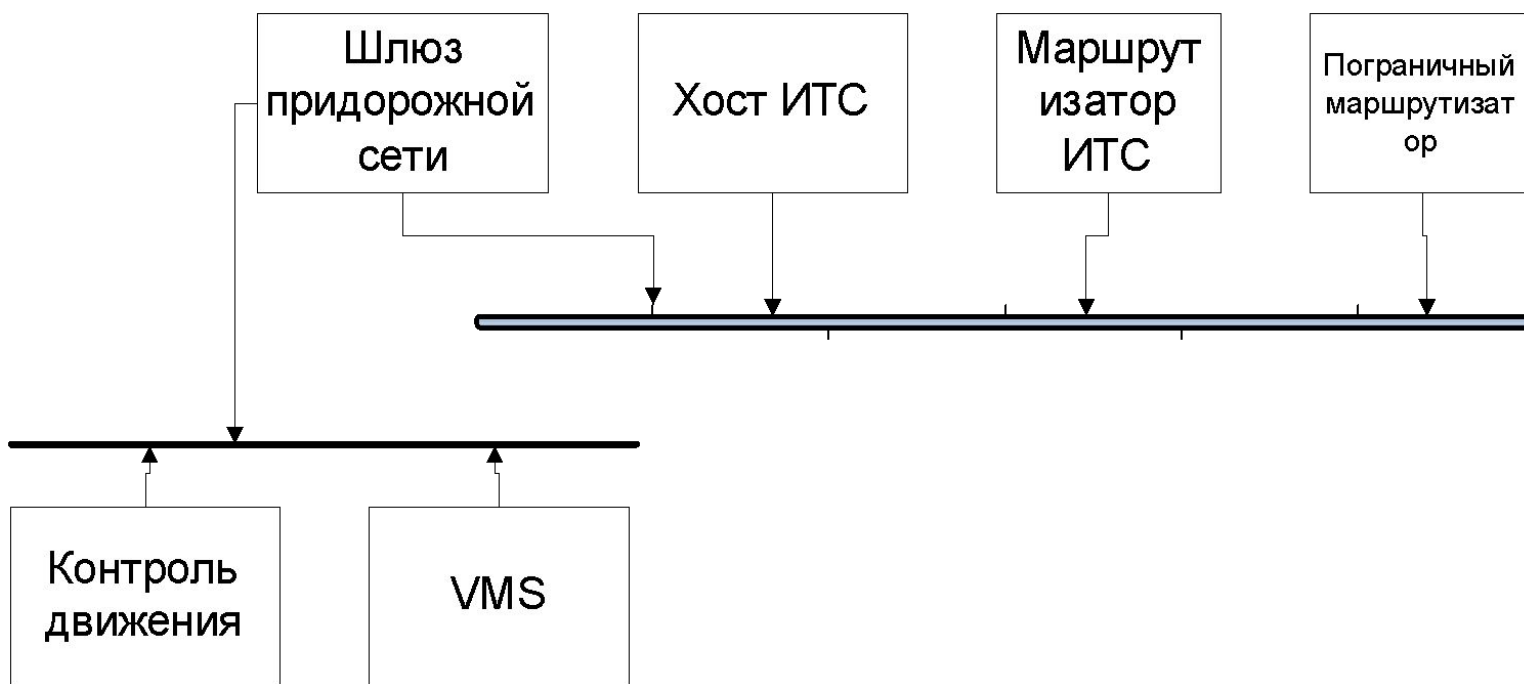 Шлюз
придорожной
сети
Хост ИТС
Маршрут
изатор
ИТС
Пограничный
маршрутизат
ор
Контроль
движения
VMS